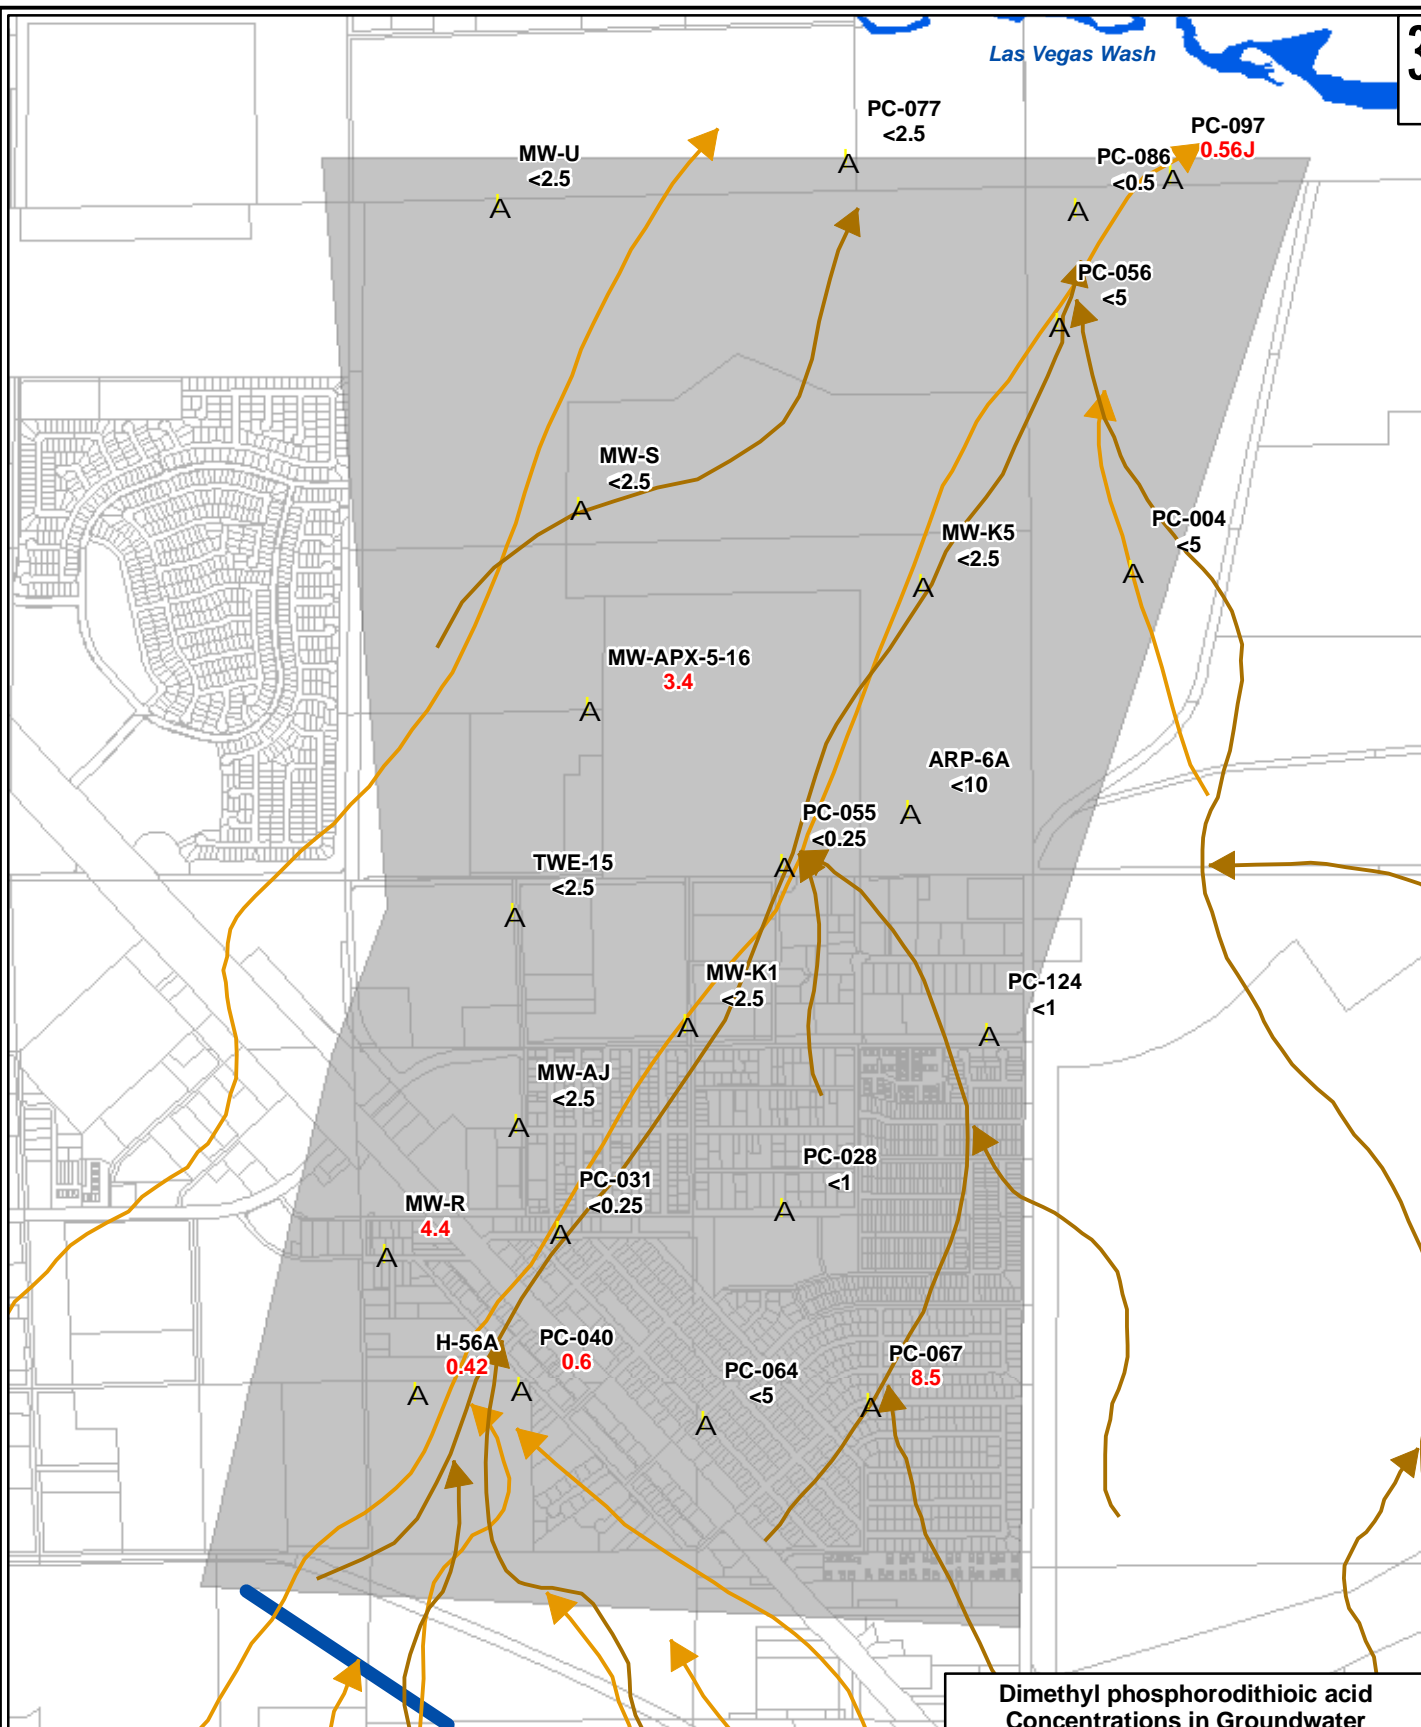 3
Las Vegas Wash
PC-077
<2.5
PC-097
0.56J
MW-U
<2.5
PC-086
<0.5
A
A
A
A
PC-056
<5
A
MW-S
<2.5
A
PC-004
<5
MW-K5
<2.5
A
A
MW-APX-5-16
3.4
A
ARP-6A
<10
A
PC-055
<0.25
A
TWE-15
<2.5
A
MW-K1
<2.5
A
PC-124
<1
A
MW-AJ
<2.5
A
PC-028
<1
A
PC-031
<0.25
A
MW-R
4.4
A
H-56A
0.42
A
PC-040
0.6
A
PC-064
<5
A
PC-067
8.5
A
Dimethyl phosphorodithioic acid
Concentrations in Groundwater